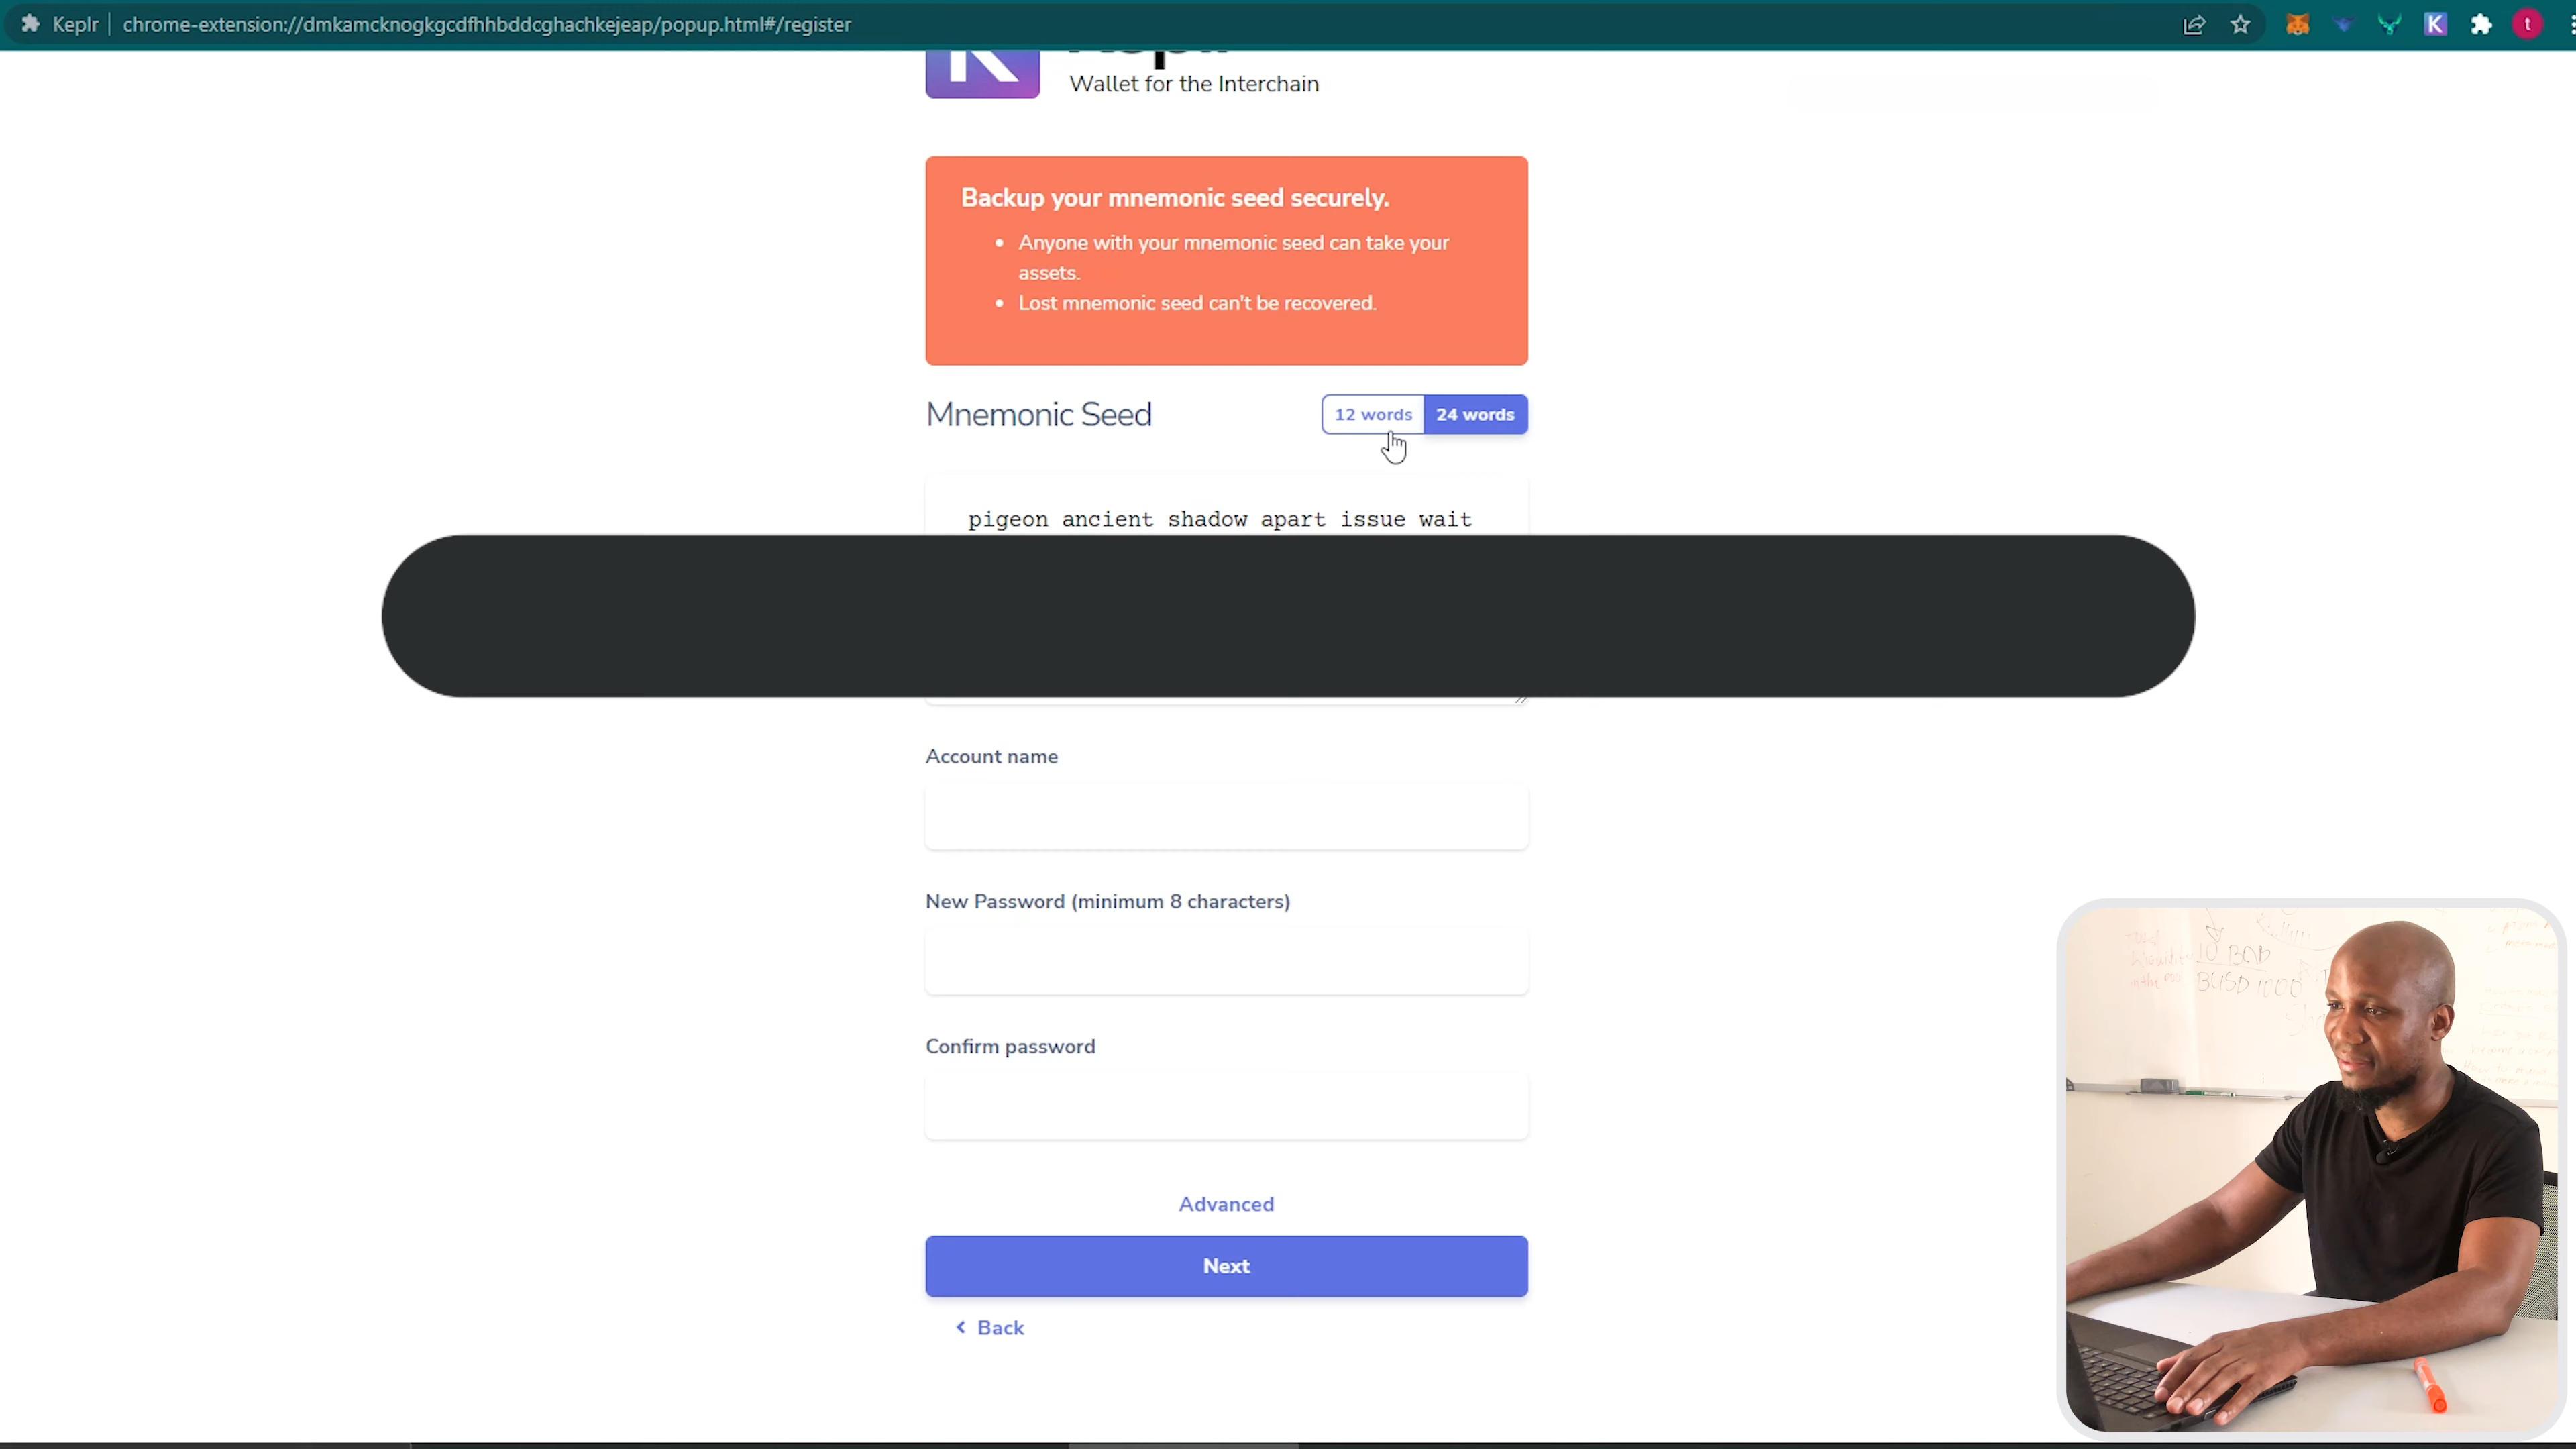 Keplr chrome-extension://dmkamcknogkgcdfhhbddcghachkejeap/popup.html#/register
K t
Wallet for the Interchain
Backup your mnemonic seed securely.
Anyone with your mnemonic seed can take your
assets.
Lost mnemonic seed can't be recovered.
Mnemonic Seed
12 words 24 words
pigeon ancient shadow apart issue wait
Account name
New Password (minimum 8 characters)
Confirm password
Advanced
Next
Back
BUSD 1000